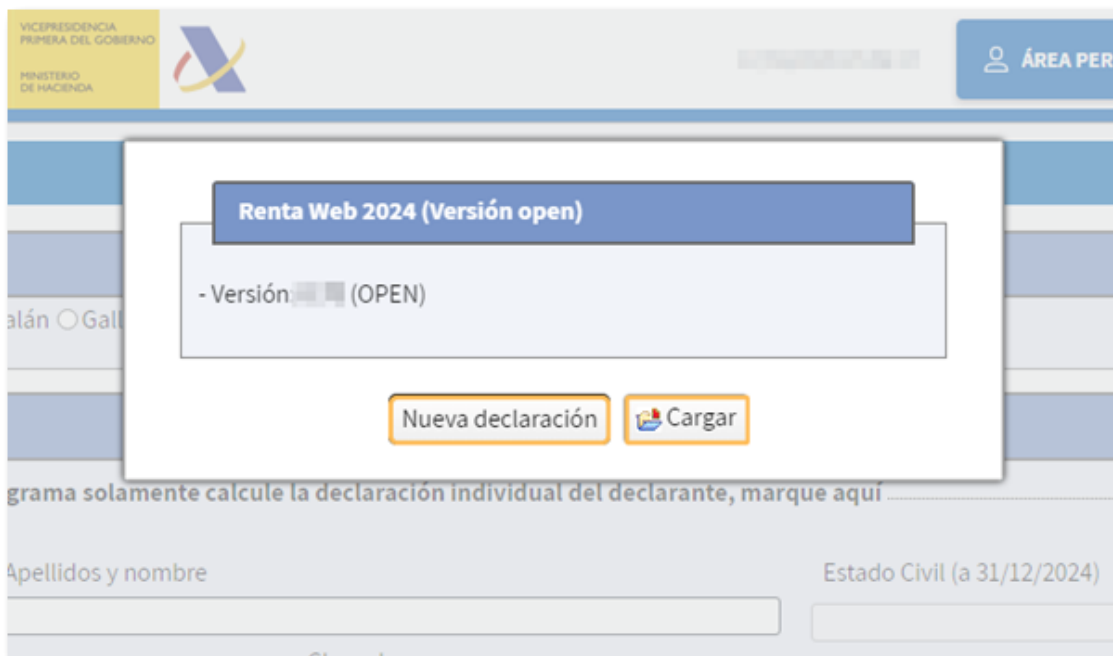 VICEPRESIDENCIA
PRIMERA DEL GOBIERNO
MINISTERIO
DE HACIENDA
ÁREA PER
Renta Web 2024 (Versión open)
- Versión: (OPEN)
alán Gall
Nueva declaración Cargar
grama solamente calcule la declaración individual del declarante, marque aquí
Apellidos y nombre Estado Civil (a 31/12/2024)